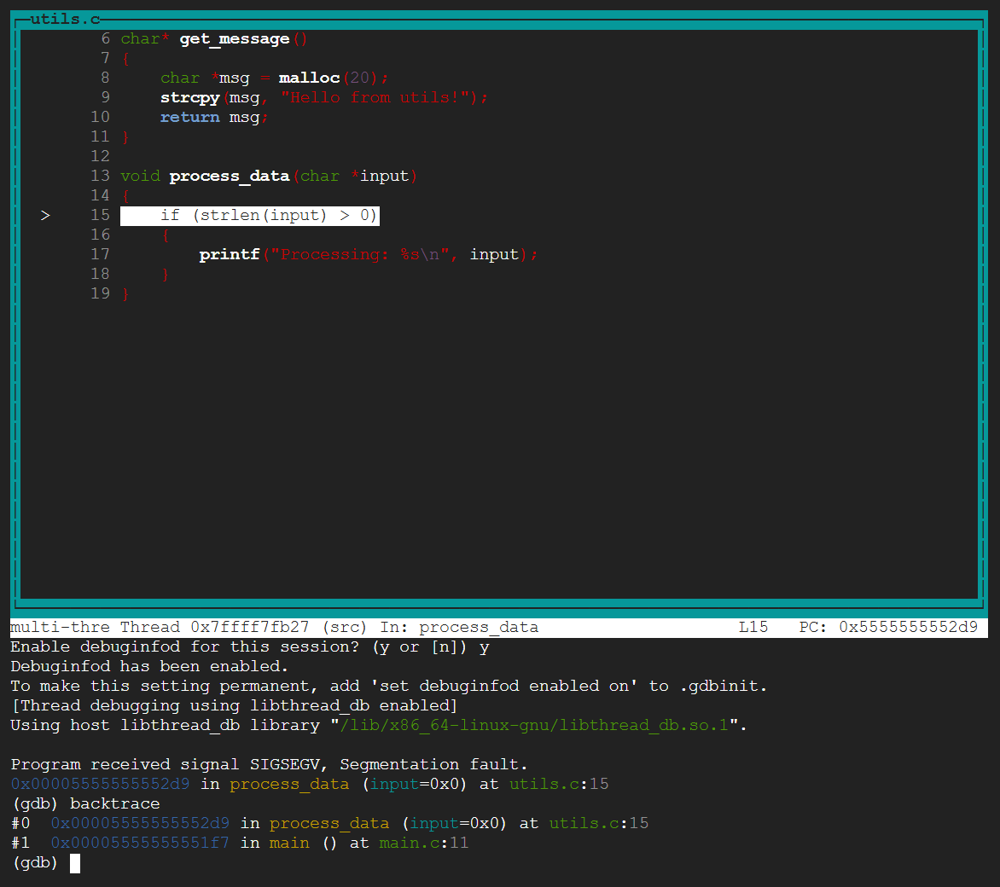 utils.c
6 char* get_message()
7 {
8     char *msg = malloc(20);
9     strcpy(msg, "Hello from utils!");
10     return msg;
11 }
12
13 void process_data(char *input)
14 {
> 15     if (strlen(input) > 0)
16     {
17         printf("Processing: %s\n", input);
18     }
19 }
multi-thre Thread 0x7ffff7fb27 (src) In: process_data L15 PC: 0x5555555552d9
Enable debuginfod for this session? (y or [n]) y
Debuginfod has been enabled.
To make this setting permanent, add 'set debuginfod enabled on' to .gdbinit.
[Thread debugging using libthread_db enabled]
Using host libthread_db library "/lib/x86_64-linux-gnu/libthread_db.so.1".
Program received signal SIGSEGV, Segmentation fault.
0x00005555555552d9 in process_data (input=0x0) at utils.c:15
(gdb) backtrace
#0  0x00005555555552d9 in process_data (input=0x0) at utils.c:15
#1  0x00005555555551f7 in main () at main.c:11
(gdb)